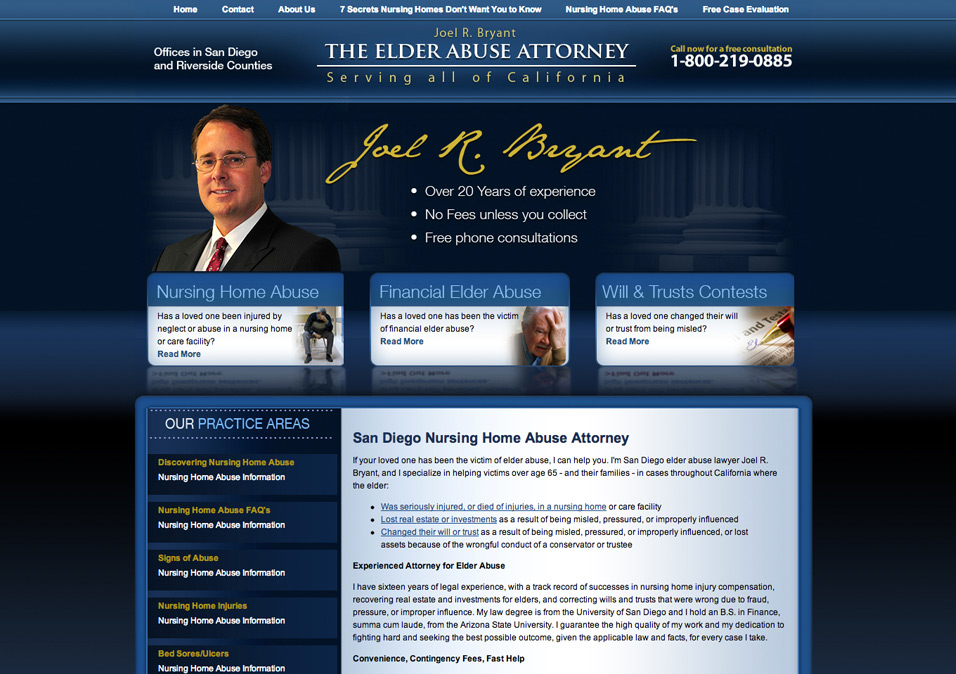 Home
Contact
About Us
7 Secrets Nursing Homes Don't Want You to Know
Nursing Home Abuse FAQ's
Free Case Evaluation
Offices in San Diego
and Riverside Counties
Joel R. Bryant
THE ELDER ABUSE ATTORNEY
Serving all of California
Call now for a free consultation
1-800-219-0885
Joel R. Bryant
• Over 20 Years of experience
• No Fees unless you collect
• Free phone consultations
Nursing Home Abuse
Has a loved one been injured by
neglect or abuse in a nursing home
or care facility?
Read More
Financial Elder Abuse
Has a loved one has been the victim
of financial elder abuse?
Read More
Will & Trusts Contests
Has a loved one changed their will
or trust from being misled?
Read More
OUR PRACTICE AREAS
Discovering Nursing Home Abuse
Nursing Home Abuse Information
Nursing Home Abuse FAQ's
Nursing Home Abuse Information
Signs of Abuse
Nursing Home Abuse Information
Nursing Home Injuries
Nursing Home Abuse Information
Bed Sores/Ulcers
Nursing Home Abuse Information
San Diego Nursing Home Abuse Attorney
If your loved one has been the victim of elder abuse, I can help you. I'm San Diego elder abuse lawyer Joel R.
Bryant, and I specialize in helping victims over age 65 - and their families - in cases throughout California where
the elder:
• Was seriously injured, or died of injuries, in a nursing home or care facility
• Lost real estate or investments as a result of being misled, pressured, or improperly influenced
• Changed their will or trust as a result of being misled, pressured, or improperly influenced, or lost
assets because of the wrongful conduct of a conservator or trustee
Experienced Attorney for Elder Abuse
I have sixteen years of legal experience, with a track record of successes in nursing home injury compensation,
recovering real estate and investments for elders, and correcting wills and trusts that were wrong due to fraud,
pressure, or improper influence. My law degree is from the University of San Diego and I hold an B.S. in Finance,
summa cum laude, from the Arizona State University. I guarantee the high quality of my work and my dedication to
fighting hard and seeking the best possible outcome, given the applicable law and facts, for every case I take.
Convenience, Contingency Fees, Fast Help